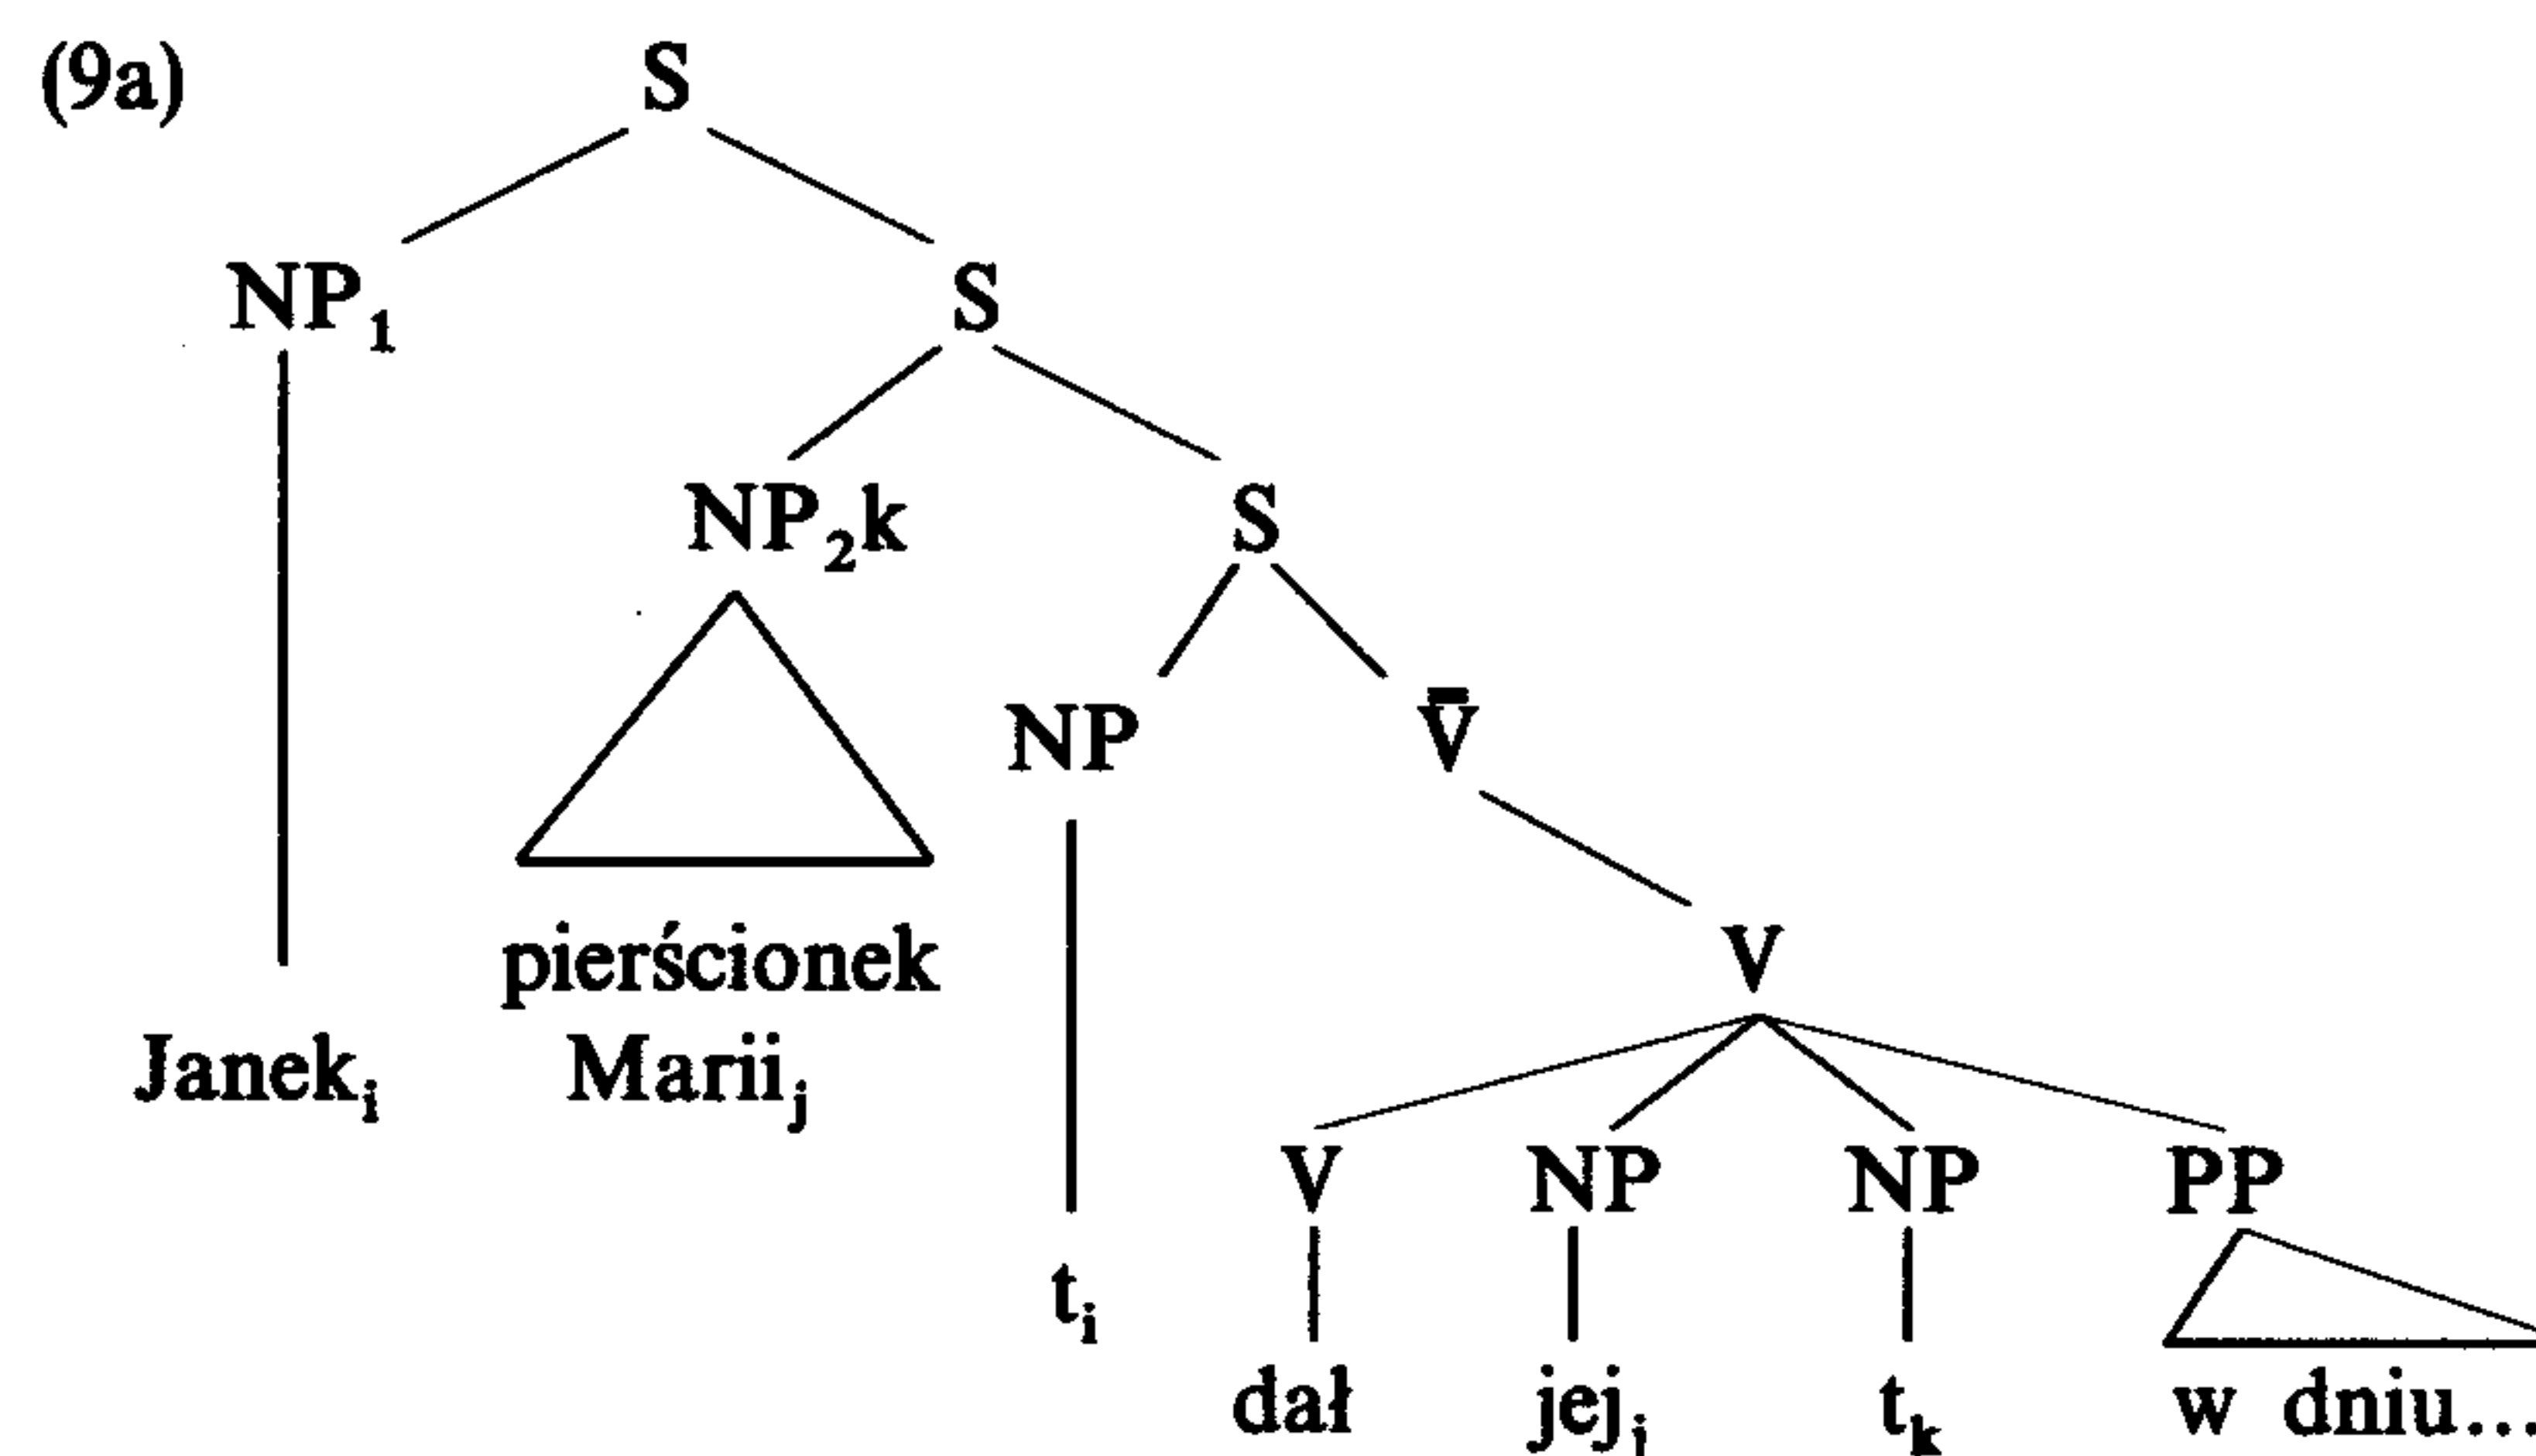 (9a) S
NP₁ S
NP₂k S
NP V̄
pierścionek V
Janekᵢ Mariiⱼ
V NP NP PP
tᵢ
dał jejⱼ tₖ w dniu...